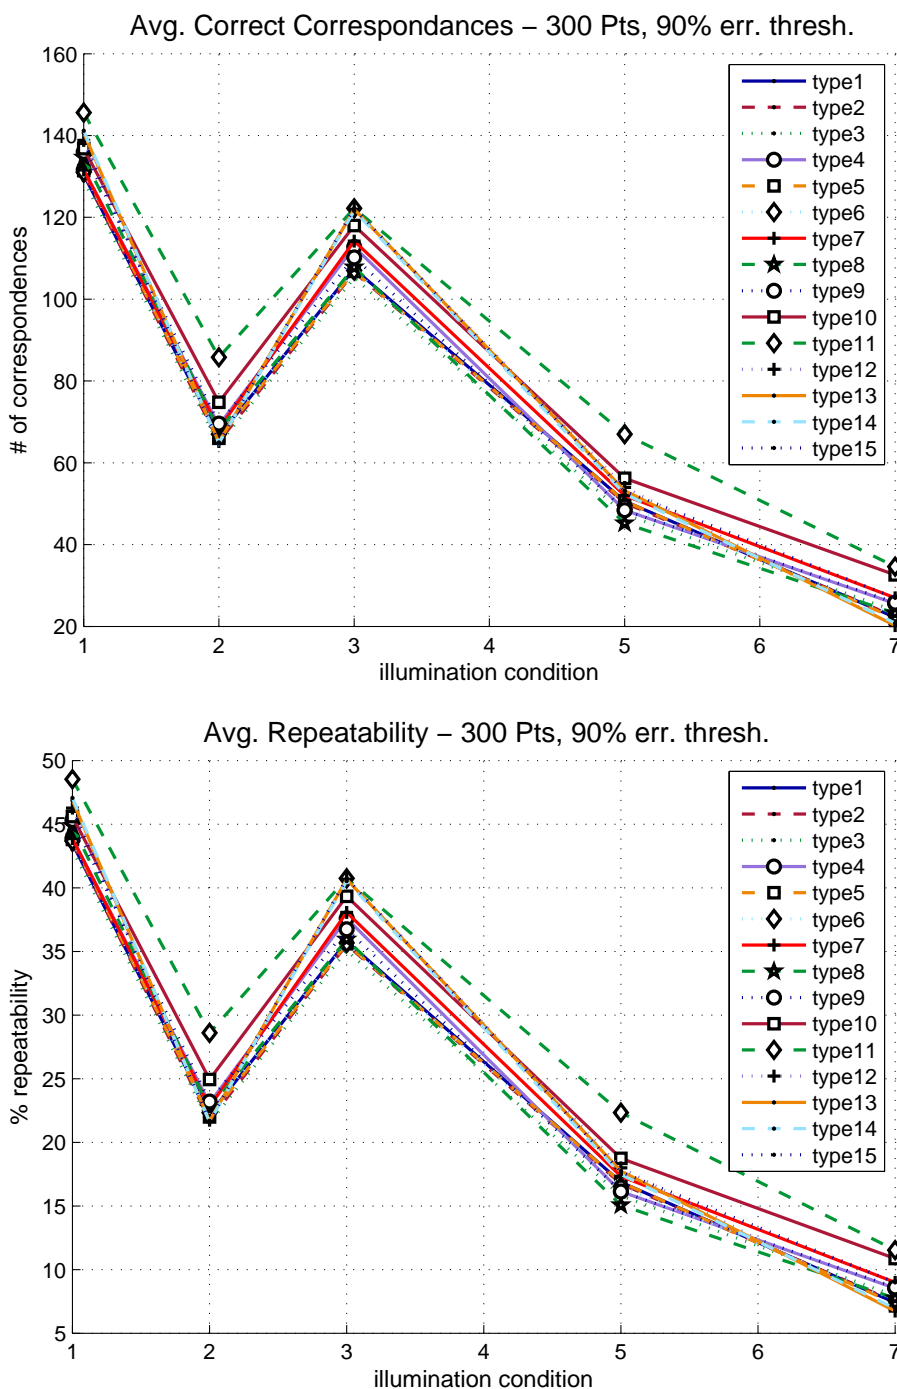 Avg. Correct Correspondances – 300 Pts, 90% err. thresh.
160
140
120
100
80
60
40
20
# of correspondences
1 2 3 4 5 6 7
illumination condition
type1
type2
type3
type4
type5
type6
type7
type8
type9
type10
type11
type12
type13
type14
type15
Avg. Repeatability – 300 Pts, 90% err. thresh.
50
45
40
35
30
25
20
15
10
5
% repeatability
1 2 3 4 5 6 7
illumination condition
type1
type2
type3
type4
type5
type6
type7
type8
type9
type10
type11
type12
type13
type14
type15